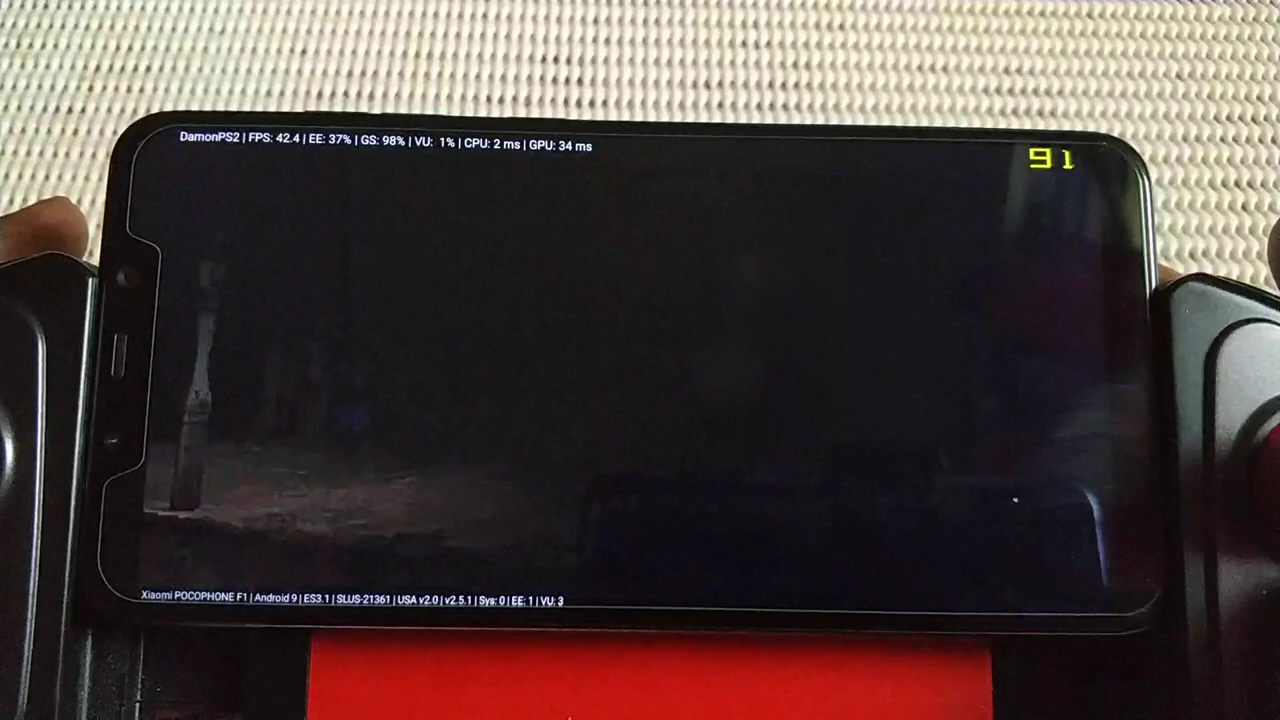 DamonPS2 | FPS: 42.4 | EE: 37% | GS: 98% | VU: 1% | CPU: 2 ms | GPU: 34 ms
91
Xiaomi POCOPHONE F1 | Android 9 | ES3.1 | SLUS-21361 | USA v2.0 | v2.5.1 | Sys: 0 | EE: 1 | VU: 3